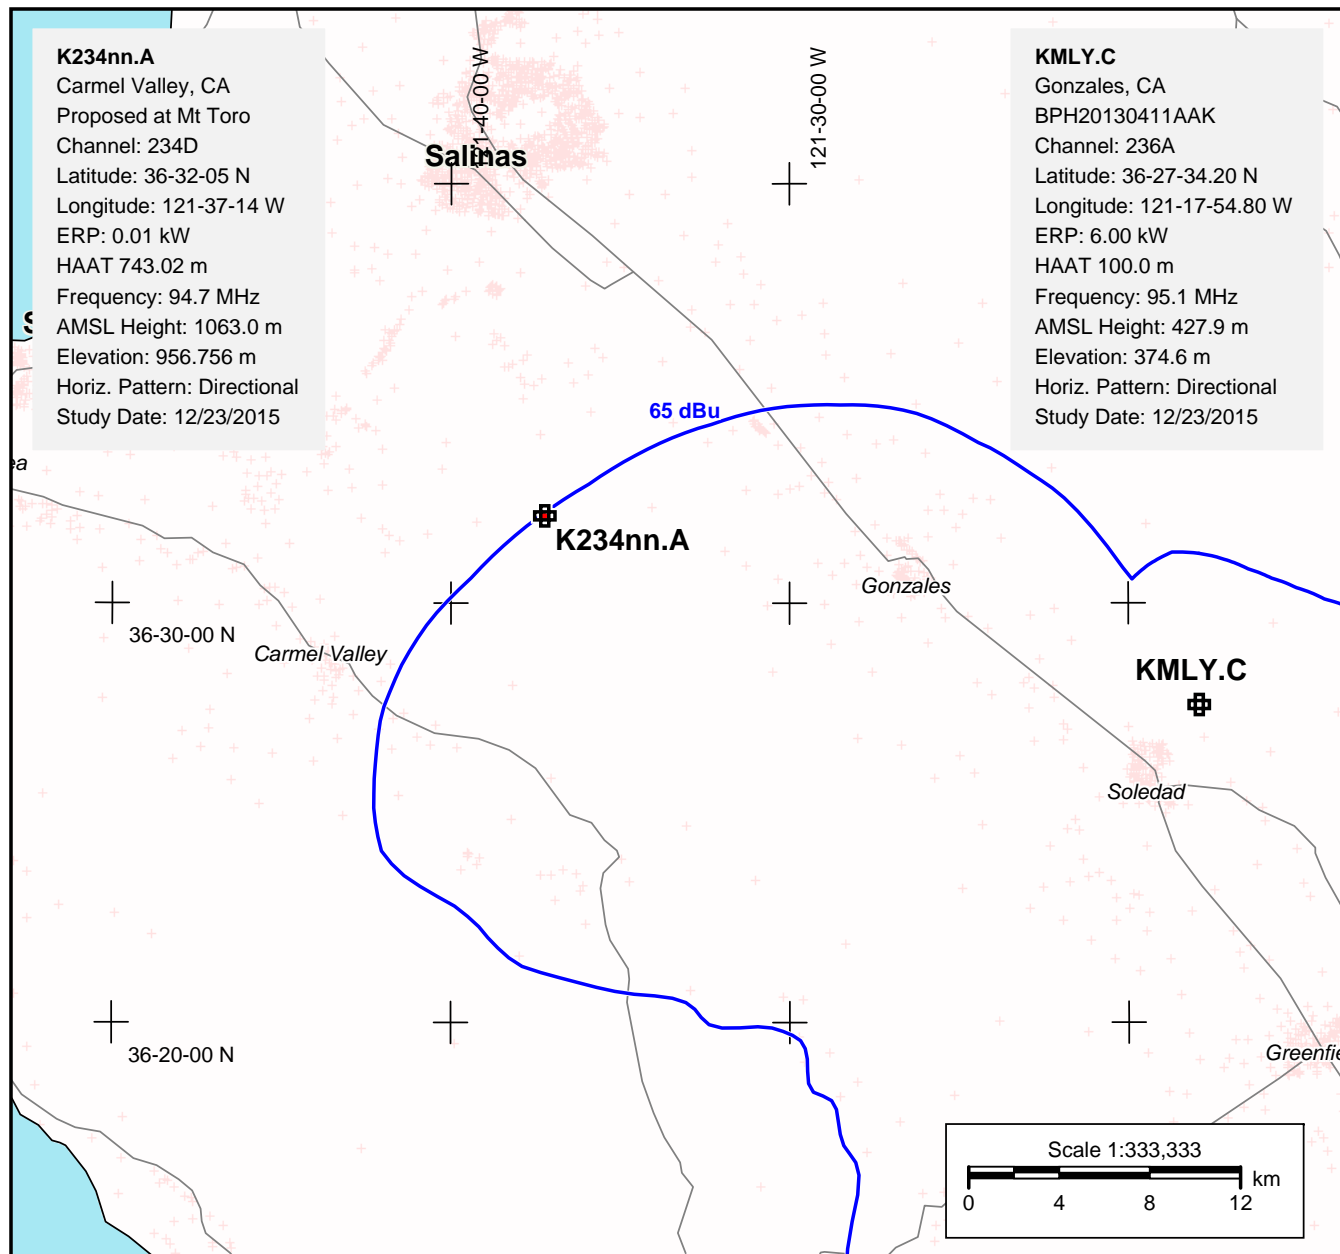 K234nn.A
Carmel Valley, CA
Proposed at Mt Toro
Channel: 234D
Latitude: 36-32-05 N
Longitude: 121-37-14 W
ERP: 0.01 kW
HAAT 743.02 m
Frequency: 94.7 MHz
AMSL Height: 1063.0 m
Elevation: 956.756 m
Horiz. Pattern: Directional
Study Date: 12/23/2015
KMLY.C
Gonzales, CA
BPH20130411AAK
Channel: 236A
Latitude: 36-27-34.20 N
Longitude: 121-17-54.80 W
ERP: 6.00 kW
HAAT 100.0 m
Frequency: 95.1 MHz
AMSL Height: 427.9 m
Elevation: 374.6 m
Horiz. Pattern: Directional
Study Date: 12/23/2015
121-40-00 W
121-30-00 W
Salinas
S
65 dBu
ea
K234nn.A
Gonzales
36-30-00 N
Carmel Valley
KMLY.C
Soledad
36-20-00 N
Greenfie
Scale 1:333,333
km
0 4 8 12